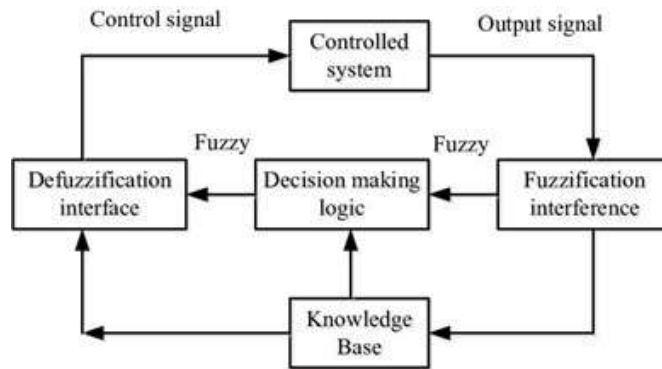 Control signal
Controlled
system
Output signal
Fuzzy
Fuzzy
Defuzzification
interface
Decision making
logic
Fuzzification
interference
Knowledge
Base